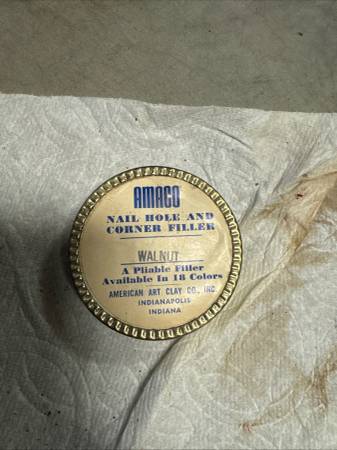 AMACO
NAIL HOLE AND
CORNER FILLER
WALNUT
A Pliable Filler
Available In 18 Colors
AMERICAN ART CLAY CO., INC.
INDIANAPOLIS
INDIANA